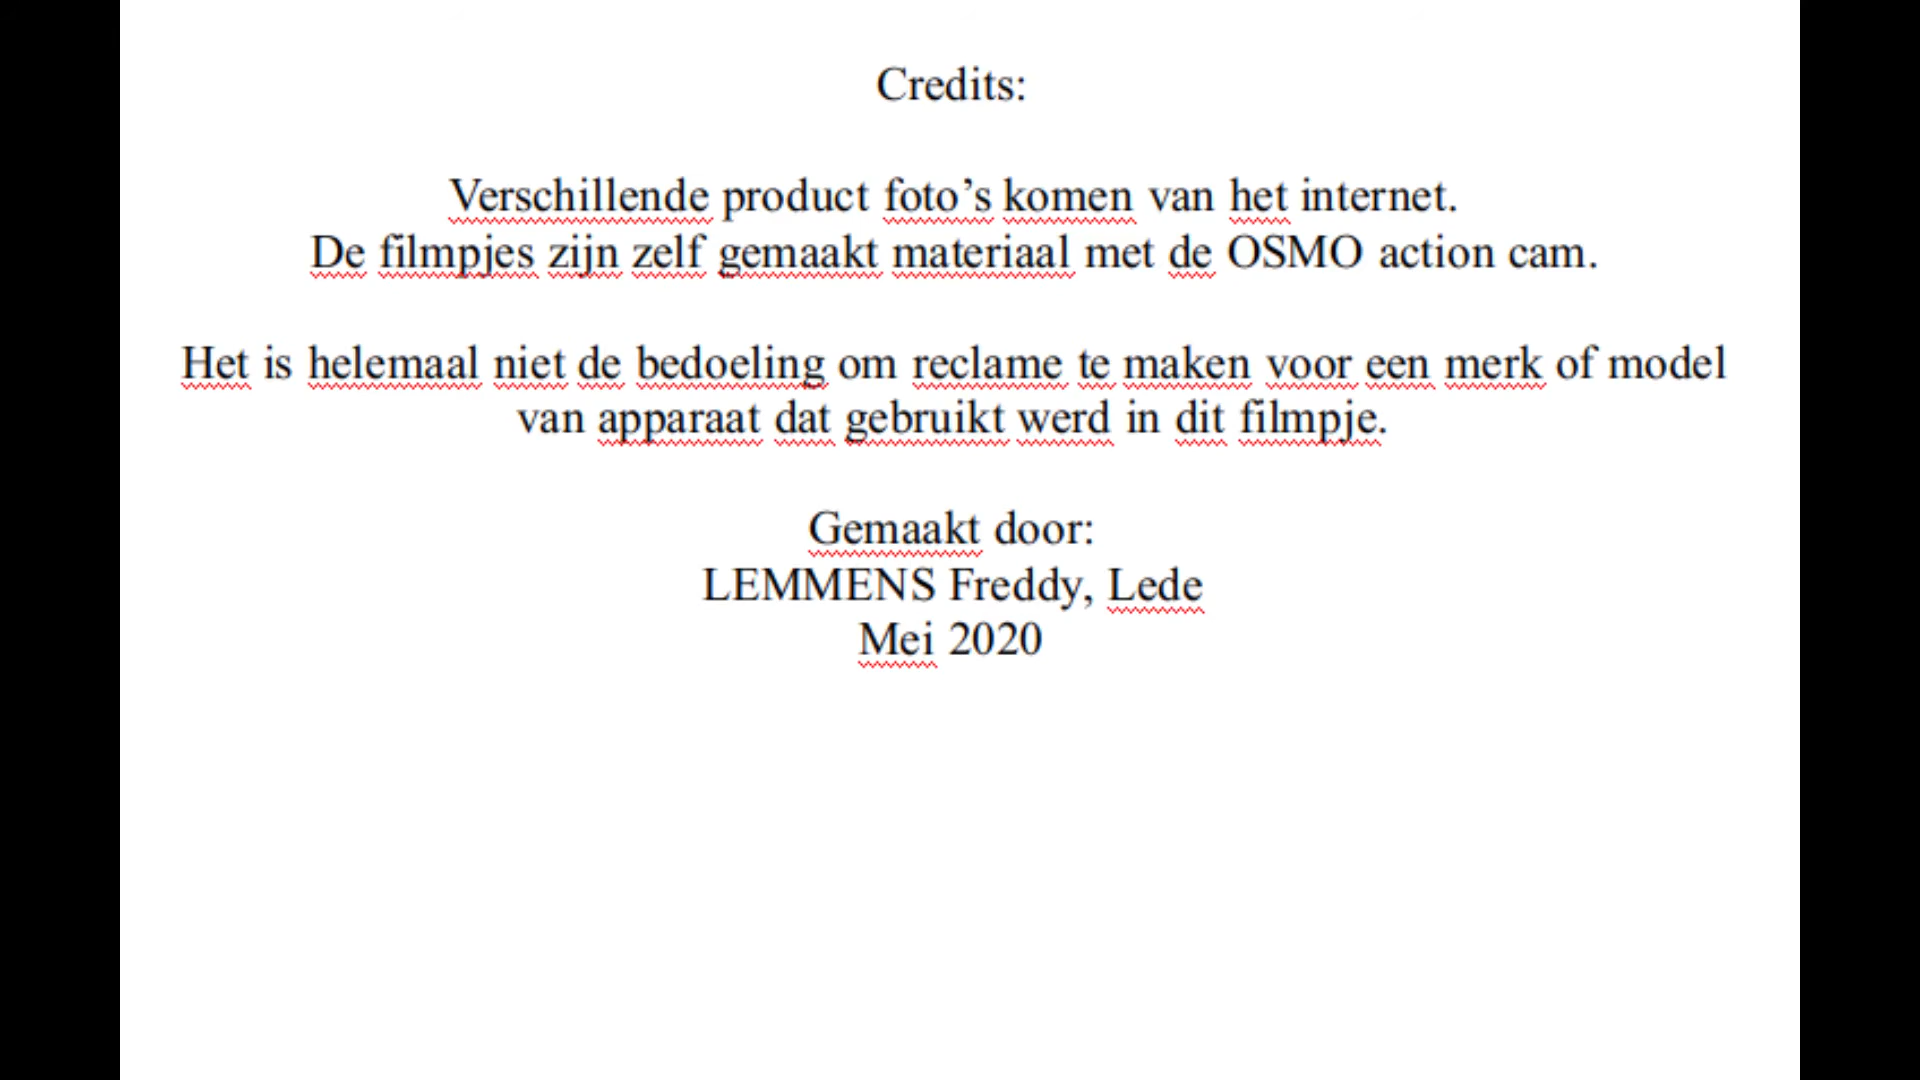 Credits:
Verschillende product foto’s komen van het internet.
De filmpjes zijn zelf gemaakt materiaal met de OSMO action cam.
Het is helemaal niet de bedoeling om reclame te maken voor een merk of model
van apparaat dat gebruikt werd in dit filmpje.
Gemaakt door:
LEMMENS Freddy, Lede
Mei 2020